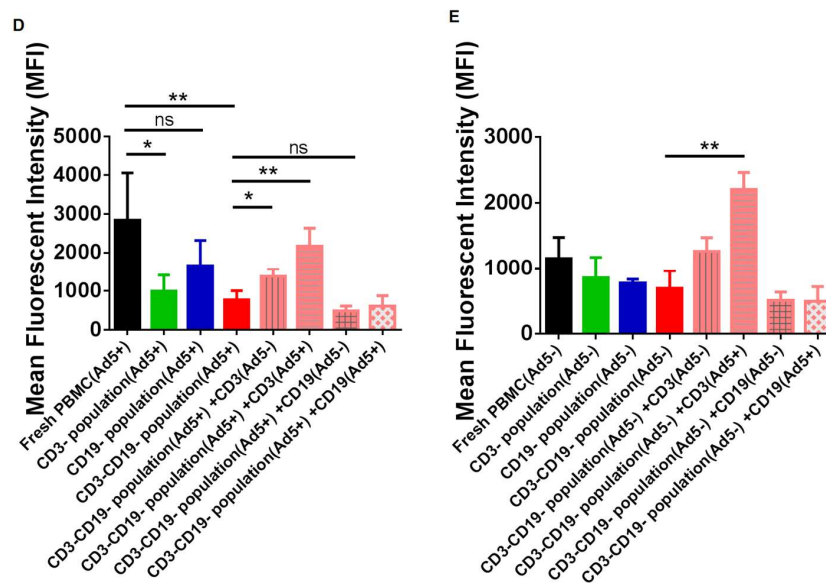 D
Mean Fluorescent Intensity (MFI)
5000
4000
3000
2000
1000
0
**
ns
*
ns
**
*
Fresh PBMC(Ad5+)
CD3- population(Ad5+)
CD19- population(Ad5+)
CD3-CD19- population(Ad5+)
CD3-CD19- population(Ad5+) +CD3(Ad5-)
CD3-CD19- population(Ad5+) +CD3(Ad5+)
CD3-CD19- population(Ad5+) +CD19(Ad5-)
CD3-CD19- population(Ad5+) +CD19(Ad5+)
E
Mean Fluorescent Intensity (MFI)
3000
2000
1000
0
**
Fresh PBMC(Ad5-)
CD3- population(Ad5-)
CD19- population(Ad5-)
CD3-CD19- population(Ad5-)
CD3-CD19- population(Ad5-) +CD3(Ad5-)
CD3-CD19- population(Ad5-) +CD3(Ad5+)
CD3-CD19- population(Ad5-) +CD19(Ad5-)
CD3-CD19- population(Ad5-) +CD19(Ad5+)